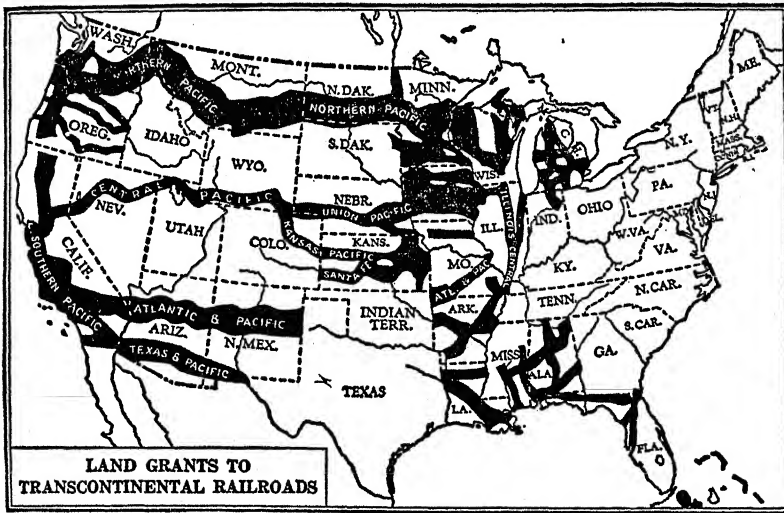 WASH.
MONT.
N. DAK.
MINN.
ME.
NORTHERN PACIFIC
NORTHERN PACIFIC
OREG.
IDAHO
S. DAK.
WIS.
VT.
N.H.
MASS.
CONN.
N.Y.
WYO.
CENTRAL PACIFIC
UNION PACIFIC
NEBR.
ILLINOIS CENTRAL
NEV.
UTAH
COLO.
KANSAS PACIFIC
KANS.
SANTA FE
ILL.
IND.
OHIO
PA.
N.J.
W.VA.
VA.
CALIF.
SOUTHERN PACIFIC
MO.
ATL. & PAC.
KY.
ATLANTIC & PACIFIC
ARIZ.
N. MEX.
INDIAN
TERR.
ARK.
TENN.
N. CAR.
S. CAR.
TEXAS & PACIFIC
TEXAS
MISS.
ALA.
GA.
LA.
FLA.
LAND GRANTS TO
TRANSCONTINENTAL RAILROADS